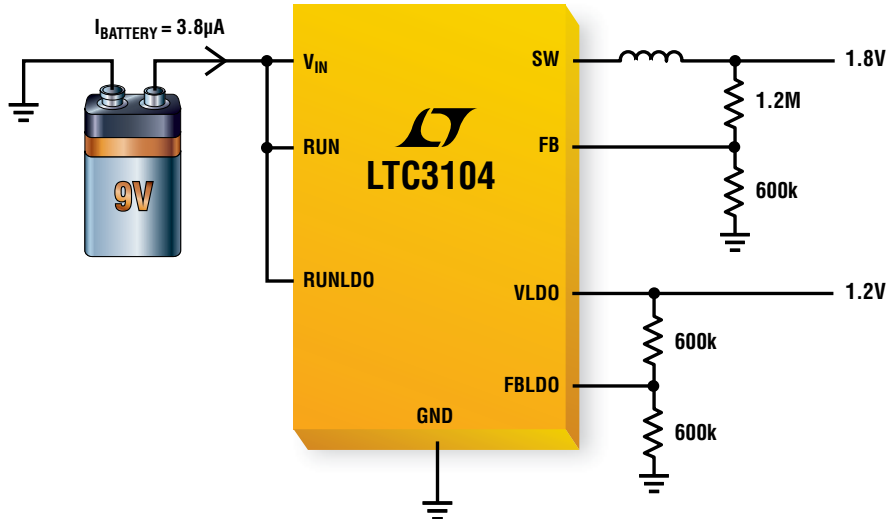 IBATTERY = 3.8µA
9V
VIN
RUN
RUNLDO
LTC3104
GND
SW
FB
VLDO
FBLDO
1.8V
1.2M
600k
1.2V
600k
600k